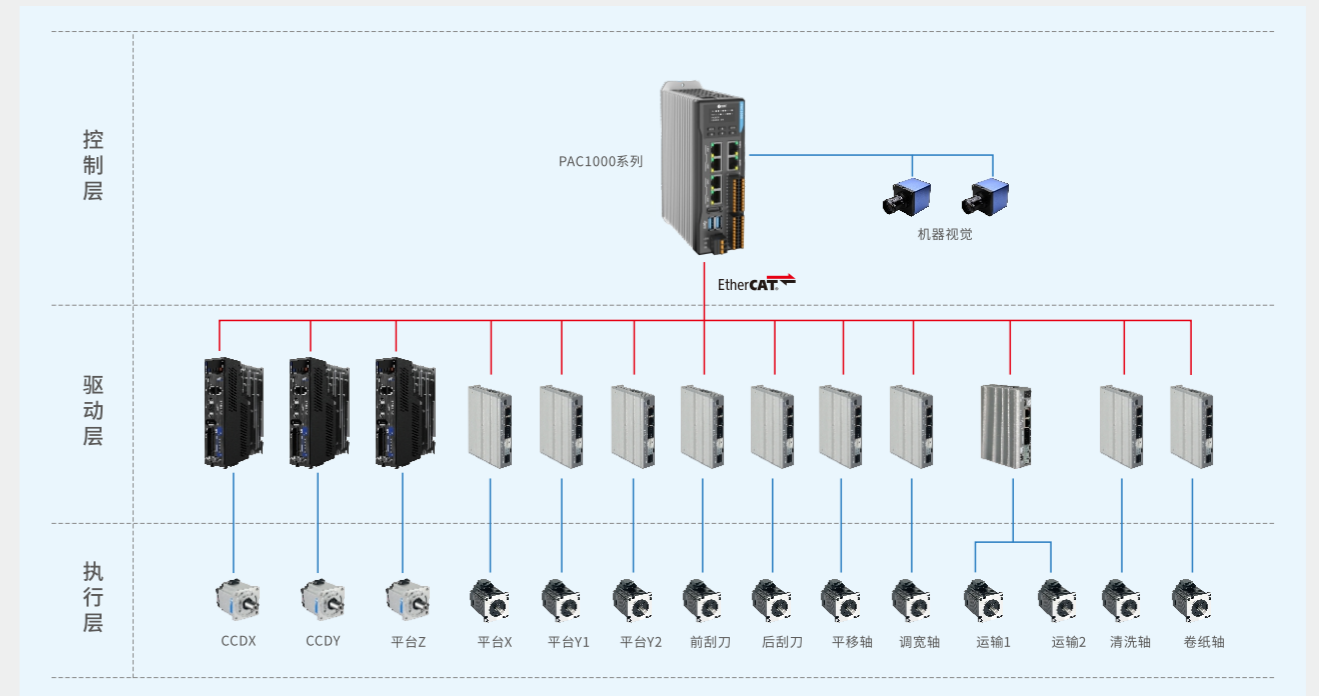 控制层
PAC1000系列
机器视觉
EtherCAT®
驱动层
执行层
CCDX
CCDY
平台Z
平台X
平台Y1
平台Y2
前刮刀
后刮刀
平移轴
调宽轴
运输1
运输2
清洗轴
卷纸轴